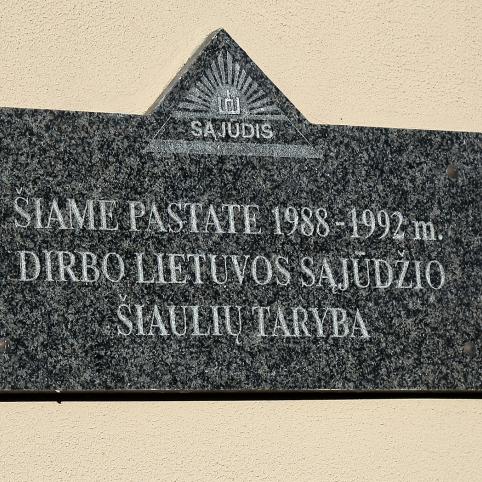 SĄJŪDIS
ŠIAME PASTATE 1988-1992 m.
DIRBO LIETUVOS SĄJŪDŽIO
ŠIAULIŲ TARYBA